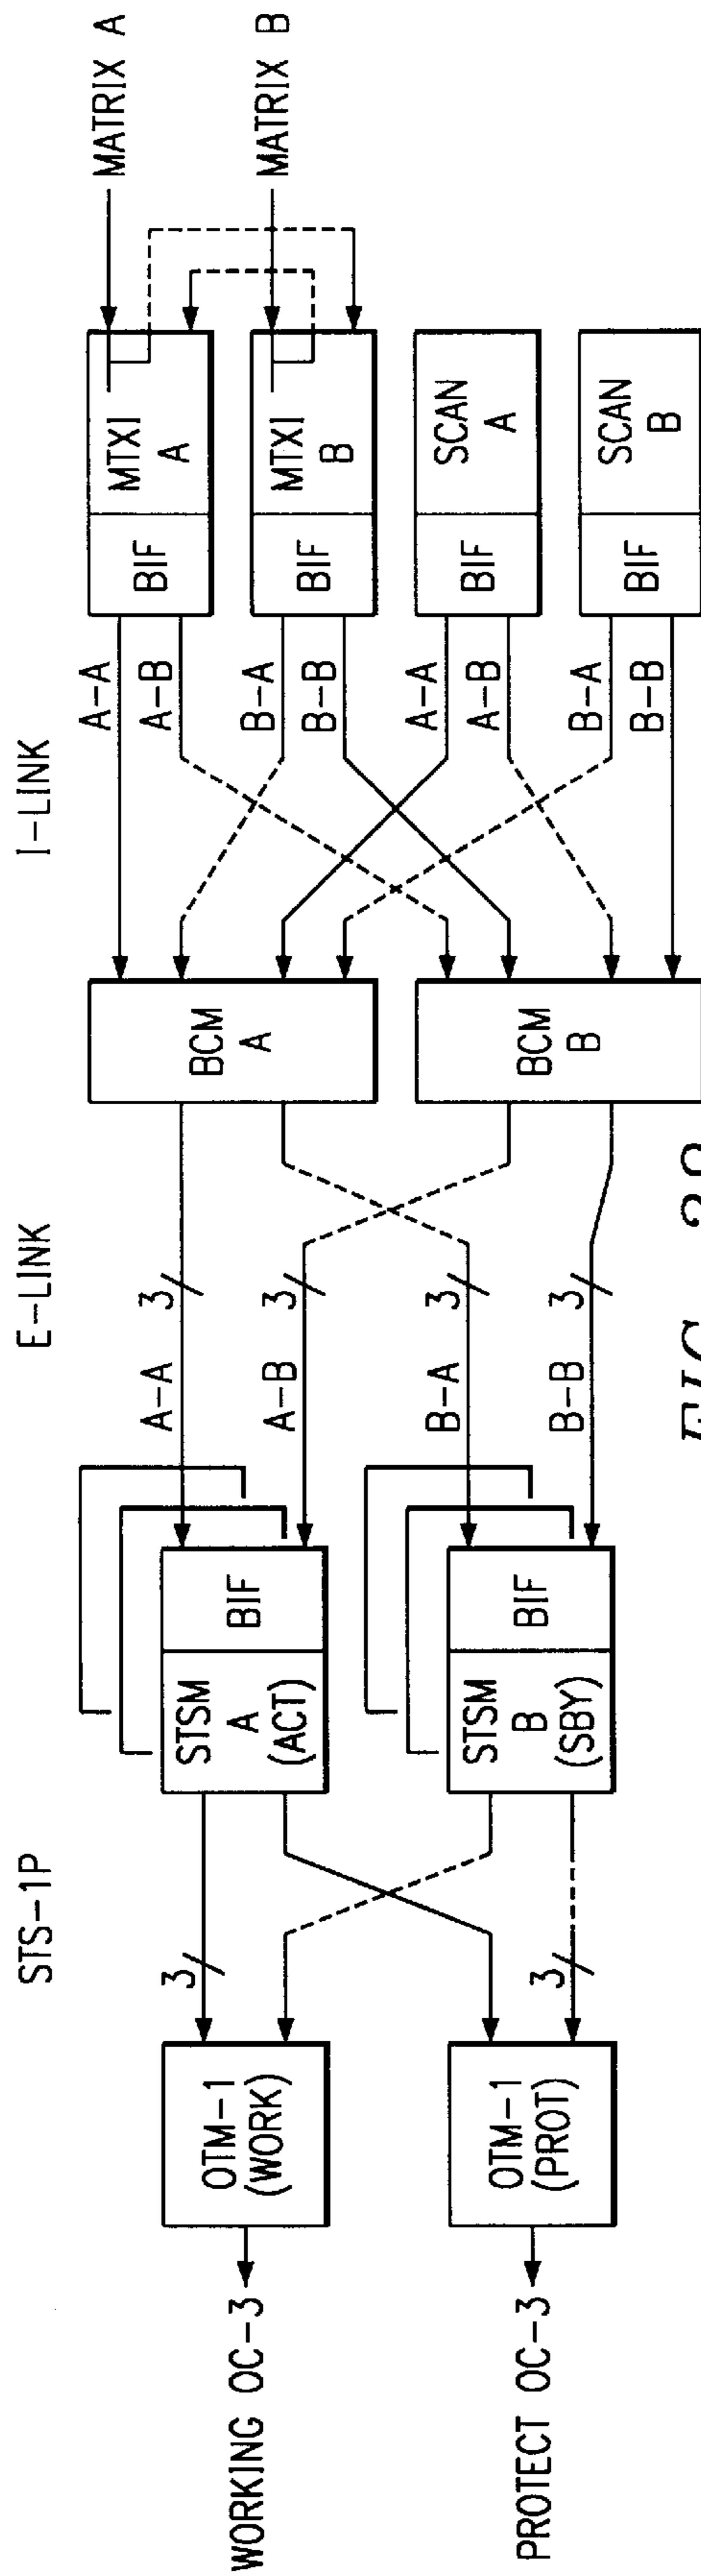 STS-1P
E-LINK
I-LINK
WORKING OC-3
OTM-1
(WORK)
3
STSM
A
(ACT)
BIF
A-A
3
A-B
3
BCM
A
A-A
A-B
BIF
MTXI
A
MATRIX A
B-A
B-B
BIF
MTXI
B
MATRIX B
PROTECT OC-3
OTM-1
(PROT)
3
STSM
B
(SBY)
BIF
B-A
3
B-B
3
BCM
B
A-A
A-B
BIF
SCAN
A
B-A
B-B
BIF
SCAN
B